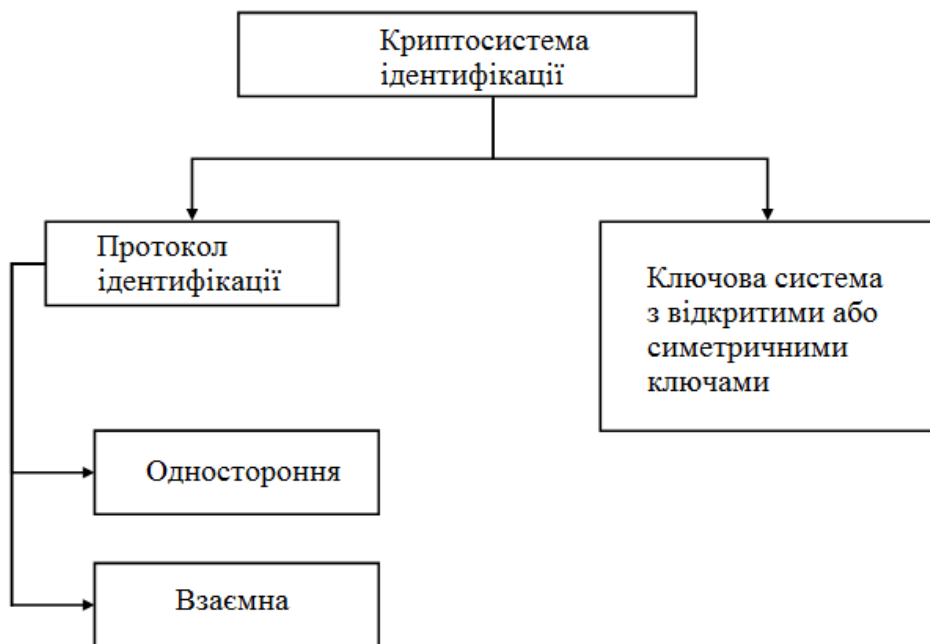 Криптосистема
ідентифікації
Протокол
ідентифікації
Ключова система
з відкритими або
симетричними
ключами
Одностороння
Взаємна